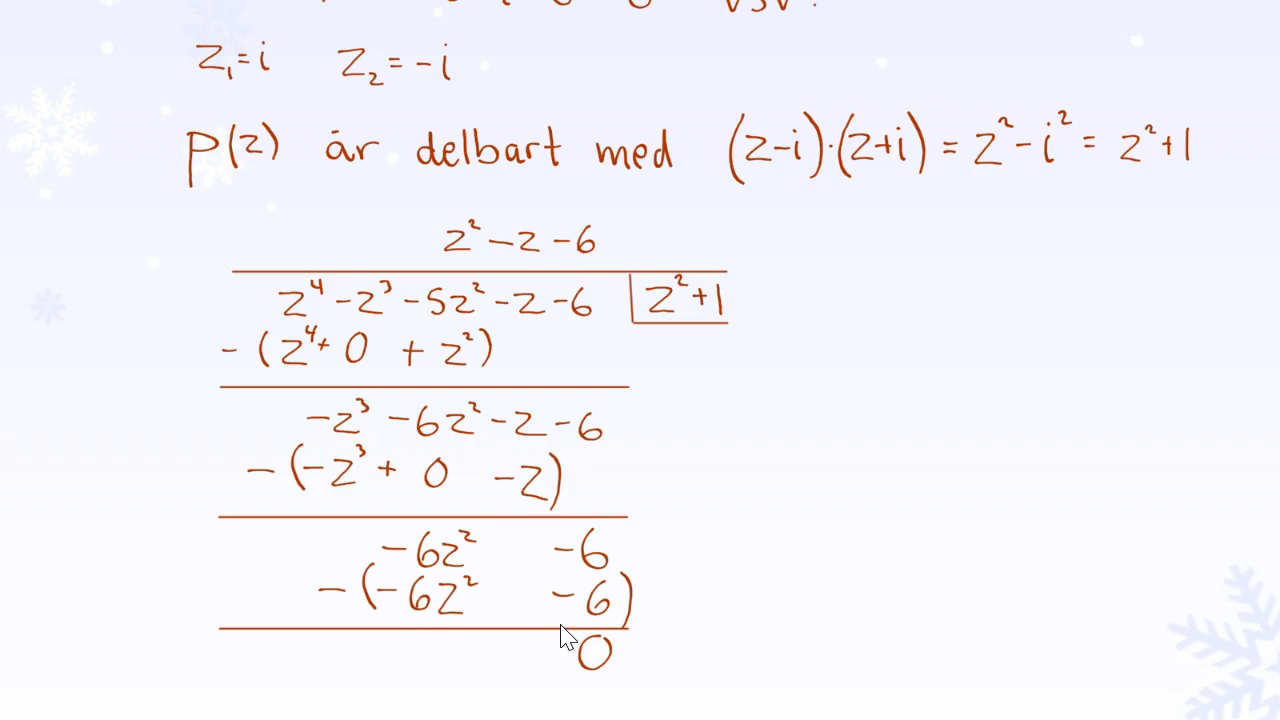 z₁=i z₂=-i
P(z) är delbart med (z-i)·(z+i) = z²-i² = z²+1
z²-z-6
z⁴-z³-5z²-z-6 z²+1
-(z⁴+0+z²)
-z³-6z²-z-6
-(-z³+0-z)
-6z² -6
-(-6z² -6)
0